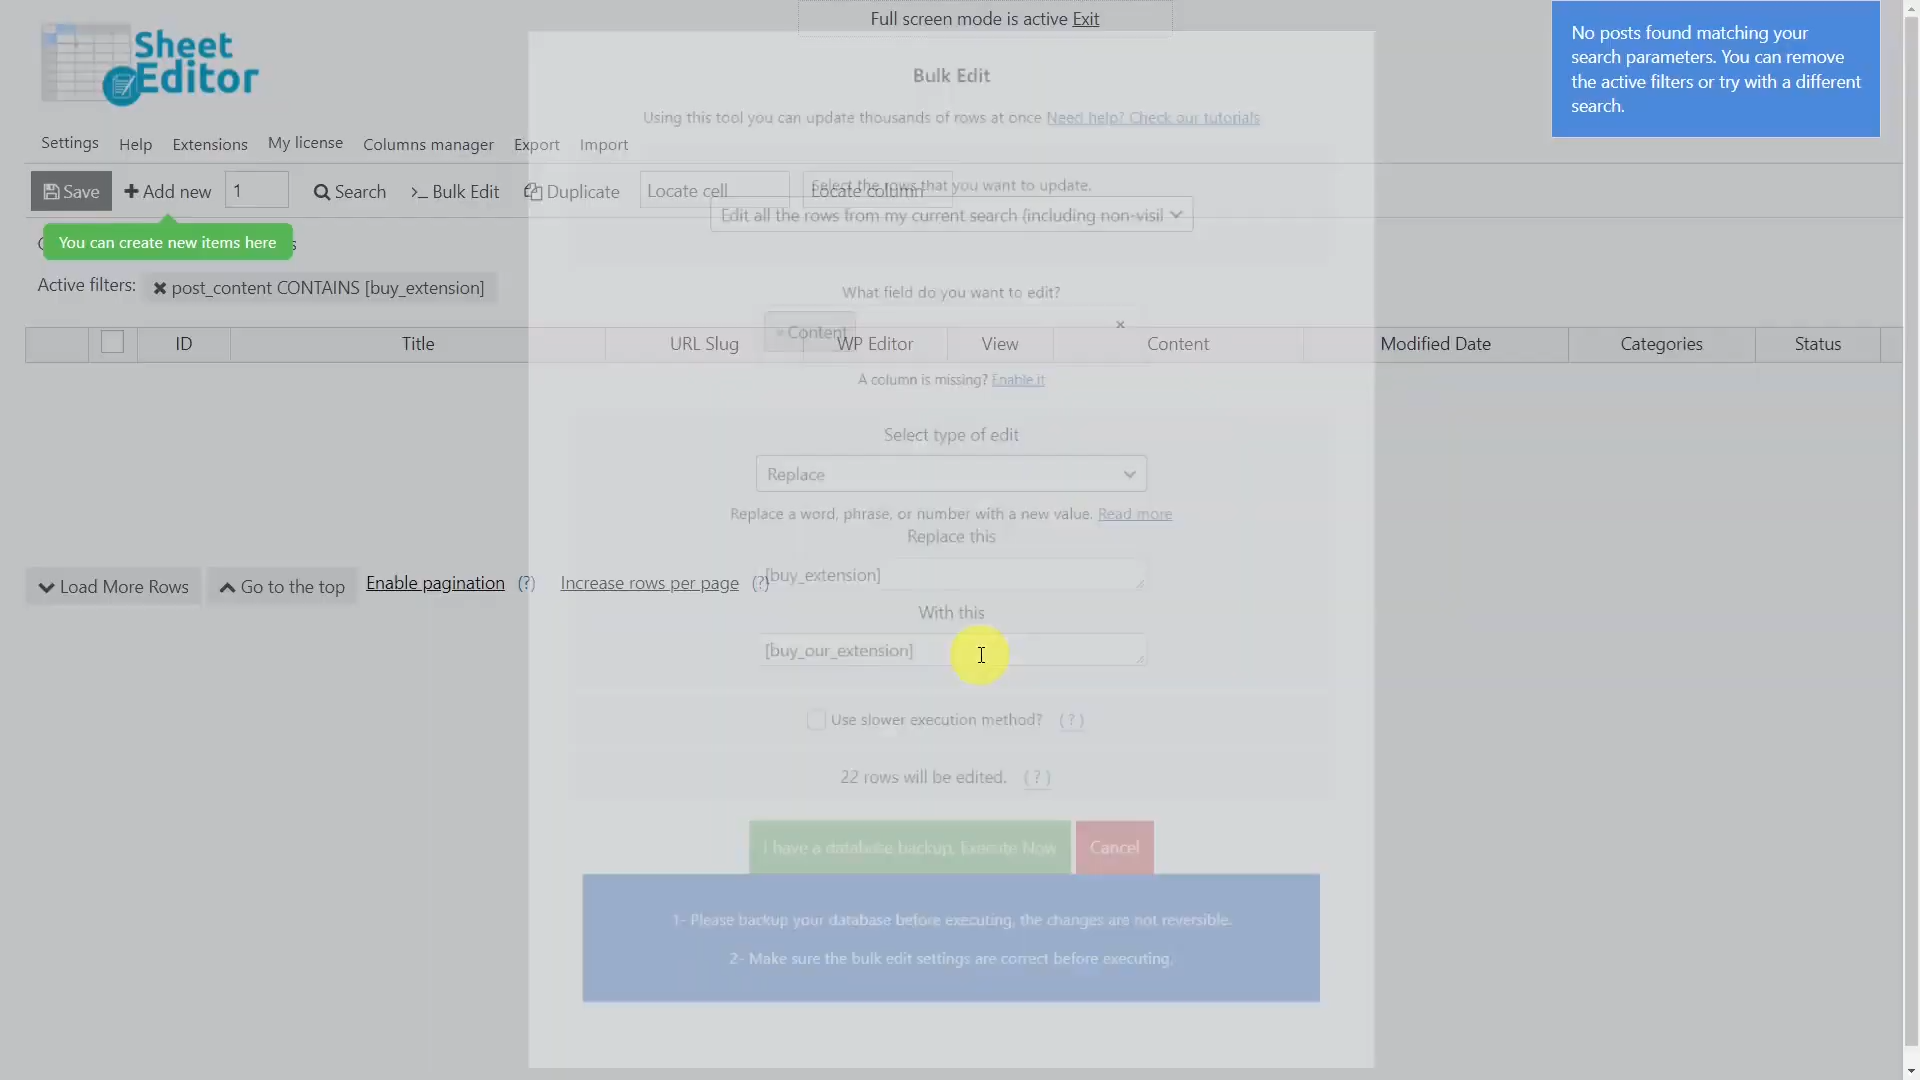 Full screen mode is active Exit
No posts found matching your
search parameters. You can remove
the active filters or try with a different
search.
Sheet
Editor
Bulk Edit
Using this tool you can update thousands of rows at once Need help? Check our tutorials
Settings Help Extensions My license Columns manager Export Import
Save Add new 1 Search Bulk Edit Duplicate Locate cell Locate column
Select the rows that you want to update.
Edit all the rows from my current search (including non-visil
You can create new items here
Active filters: post_content CONTAINS [buy_extension]
What field do you want to edit?
× Content ×
ID Title URL Slug WP Editor View Content Modified Date Categories Status
A column is missing? Enable it
Select type of edit
Replace
Replace a word, phrase, or number with a new value. Read more
Replace this
[buy_extension]
Load More Rows Go to the top Enable pagination (?) Increase rows per page (?)
With this
[buy_our_extension]
Use slower execution method? ( ? )
22 rows will be edited. ( ? )
I have a database backup, Execute Now Cancel
1- Please backup your database before executing, the changes are not reversible.
2- Make sure the bulk edit settings are correct before executing.